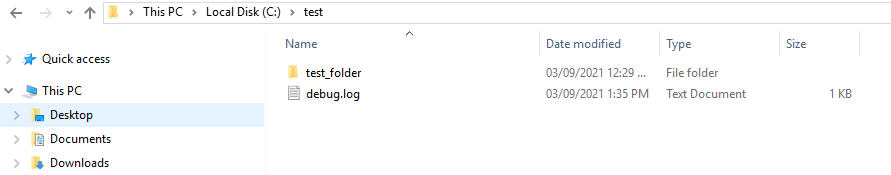 This PC > Local Disk (C:) > test
Name Date modified Type Size
Quick access
test_folder 03/09/2021 12:29 ... File folder
This PC
debug.log 03/09/2021 1:35 PM Text Document 1 KB
Desktop
Documents
Downloads